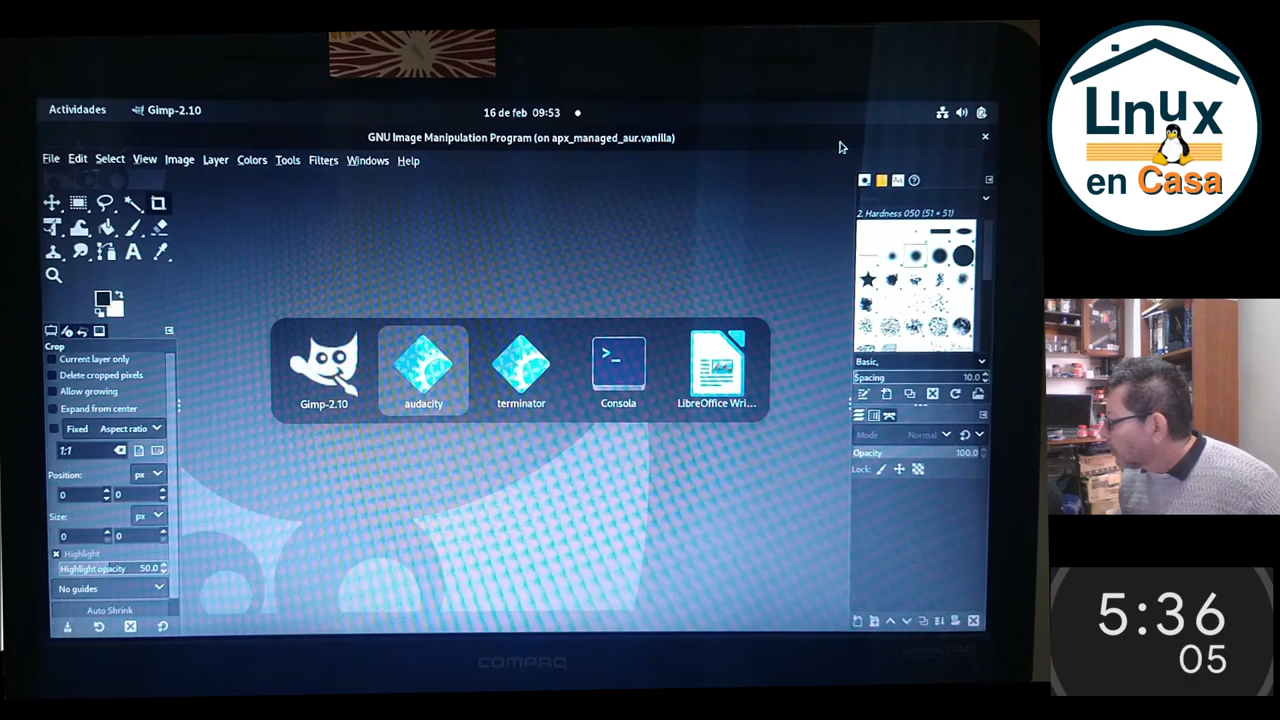 Actividades
Gimp-2.10
16 de feb 09:53
GNU Image Manipulation Program (on apx_managed_aur.vanilla)
File Edit Select View Image Layer Colors Tools Filters Windows Help
2. Hardness 050 (51 × 51)
Crop
Current layer only
Delete cropped pixels
Allow growing
Expand from center
Fixed Aspect ratio
1:1
Position: px
0 0
Size: px
0 0
Highlight
Highlight opacity 50.0
No guides
Auto Shrink
Gimp-2.10
audacity
terminator
Consola
LibreOffice Wri...
Basic,
Spacing 10.0
Mode Normal
Opacity 100.0
Lock:
COMPAQ
Linux
en Casa
5:36
05